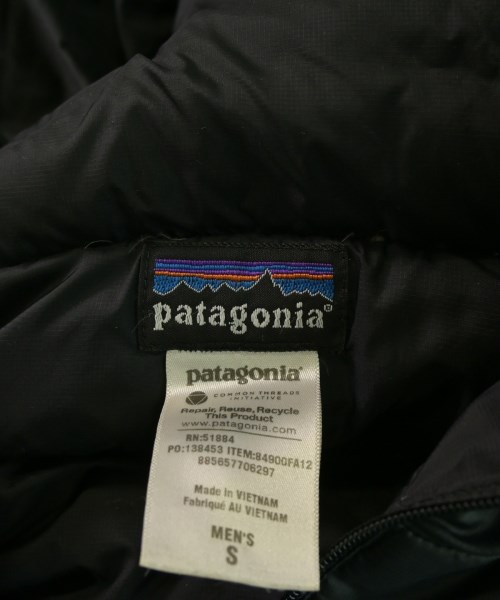 patagonia®
patagonia®
COMMON THREADS
INITIATIVE
Repair, Reuse, Recycle
This Product
www.patagonia.com
RN:51884
PO:138453 ITEM:84900FA12
885657706297
Made in VIETNAM
Fabriqué AU VIETNAM
MEN'S
S